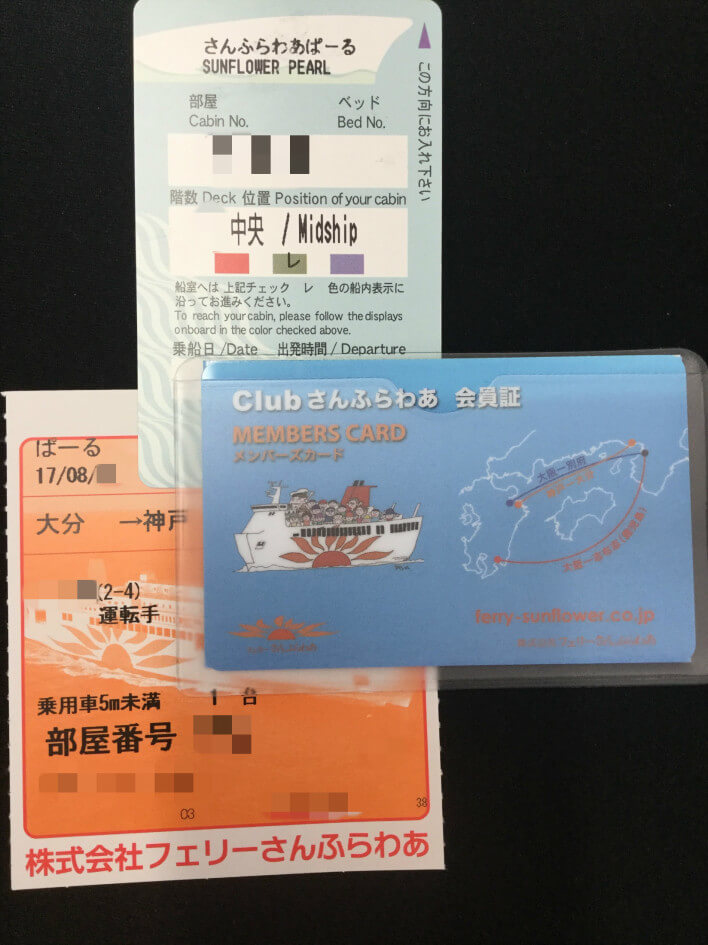 さんふらわあぱーる
SUNFLOWER PEARL
この方向にお入れ下さい
部屋 ベッド
Cabin No. Bed No.
階数 Deck 位置 Position of your cabin
中央 / Midship
レ
船室へは 上記チェック レ 色の船内表示に
沿ってお進みください。
To reach your cabin, please follow the displays
onboard in the color checked above.
乗船日/Date 出発時間/Departure
Clubさんふらわあ 会員証
MEMBERS CARD
メンバーズカード
大阪ー別府
ferry-sunflower.co.jp
ぱーる
17/08/
大分 →神戸
(2-4)
運転手
乗用車5m未満 1 台
部屋番号
03
38
株式会社フェリーさんふらわあ